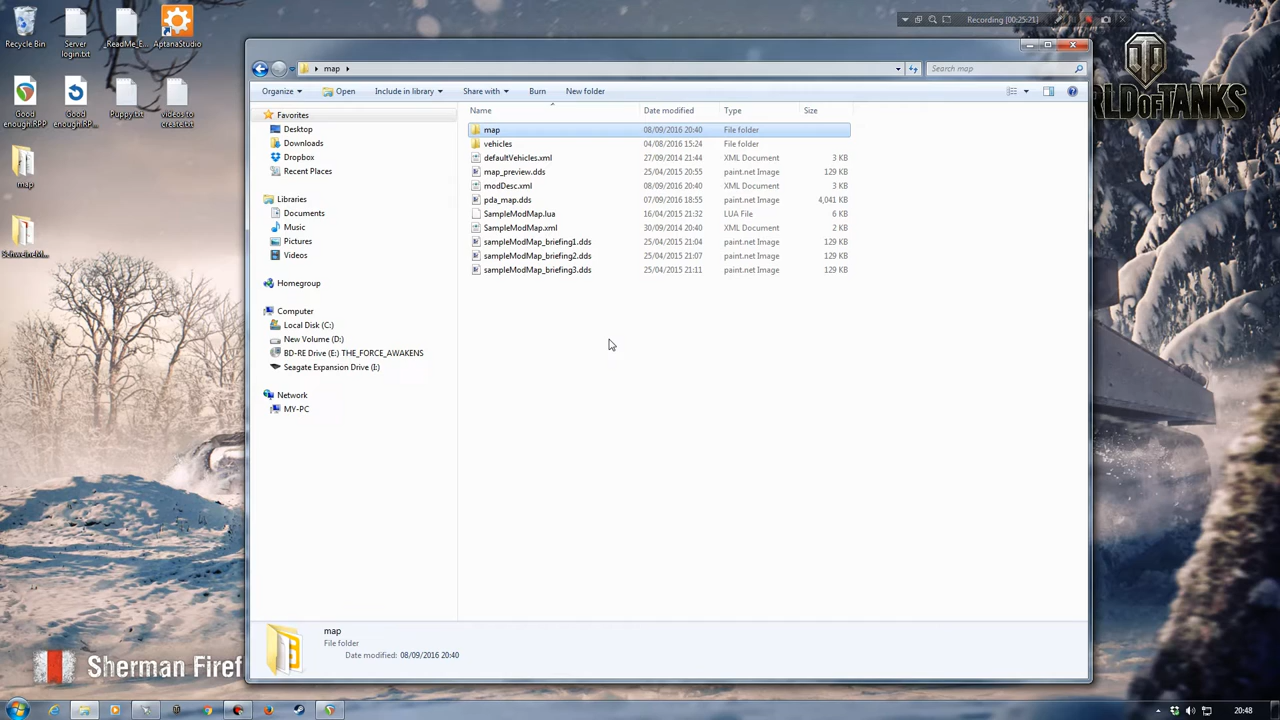 Recycle Bin
Server login.txt
_ReadMe_E...
AptanaStudio
Good enough!.RPP
Good enough!.RP...
Puppy.txt
videos to create.txt
map
SchweineM...
Recording [00:25:21]
map
Search map
Organize
Open
Include in library
Share with
Burn
New folder
Name
Date modified
Type
Size
Favorites
Desktop
Downloads
Dropbox
Recent Places
Libraries
Documents
Music
Pictures
Videos
Homegroup
Computer
Local Disk (C:)
New Volume (D:)
BD-RE Drive (E:) THE_FORCE_AWAKENS
Seagate Expansion Drive (I:)
Network
MY-PC
map 08/09/2016 20:40 File folder
vehicles 04/08/2016 15:24 File folder
defaultVehicles.xml 27/09/2014 21:44 XML Document 3 KB
map_preview.dds 25/04/2015 20:55 paint.net Image 129 KB
modDesc.xml 08/09/2016 20:40 XML Document 3 KB
pda_map.dds 07/09/2016 18:55 paint.net Image 4,041 KB
SampleModMap.lua 16/04/2015 21:32 LUA File 6 KB
SampleModMap.xml 30/09/2014 20:40 XML Document 2 KB
sampleModMap_briefing1.dds 25/04/2015 21:04 paint.net Image 129 KB
sampleModMap_briefing2.dds 25/04/2015 21:07 paint.net Image 129 KB
sampleModMap_briefing3.dds 25/04/2015 21:11 paint.net Image 129 KB
map
File folder
Date modified: 08/09/2016 20:40
RLD OF TANKS
Sherman Firef
20:48